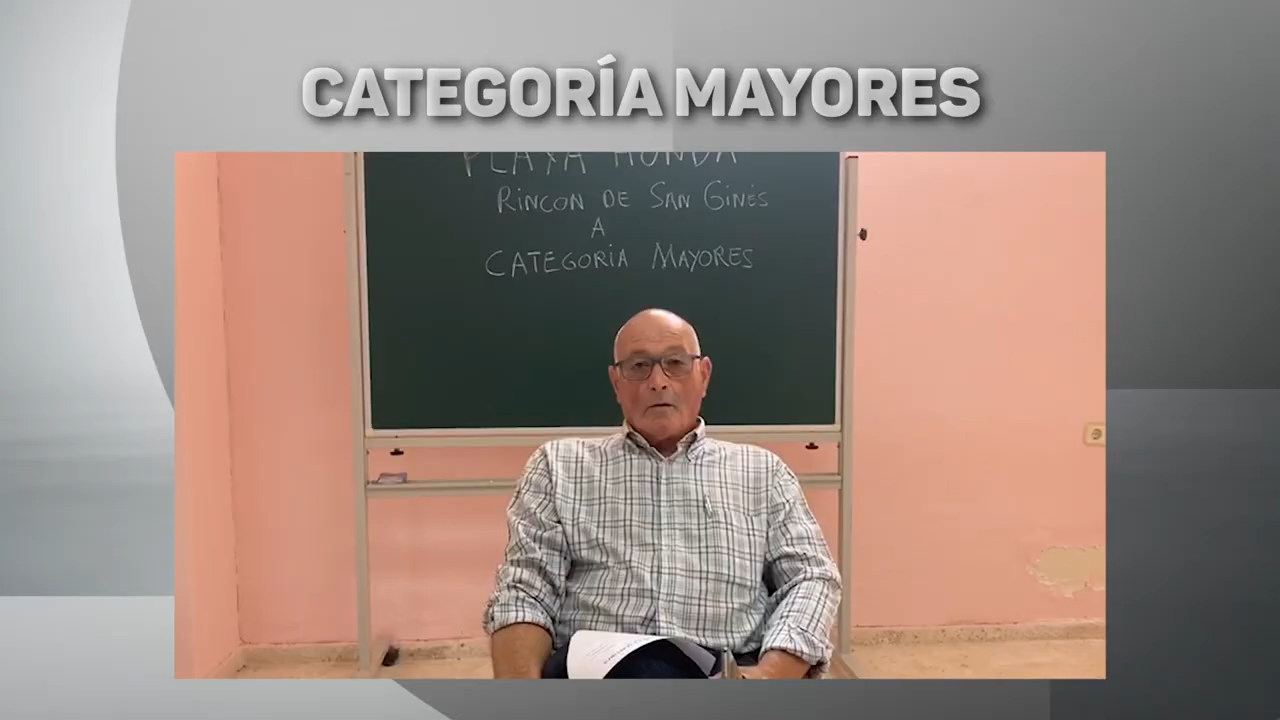 CATEGORÍA MAYORES
PLAYA HONDA
RINCON DE SAN GINÉS
A
CATEGORIA MAYORES